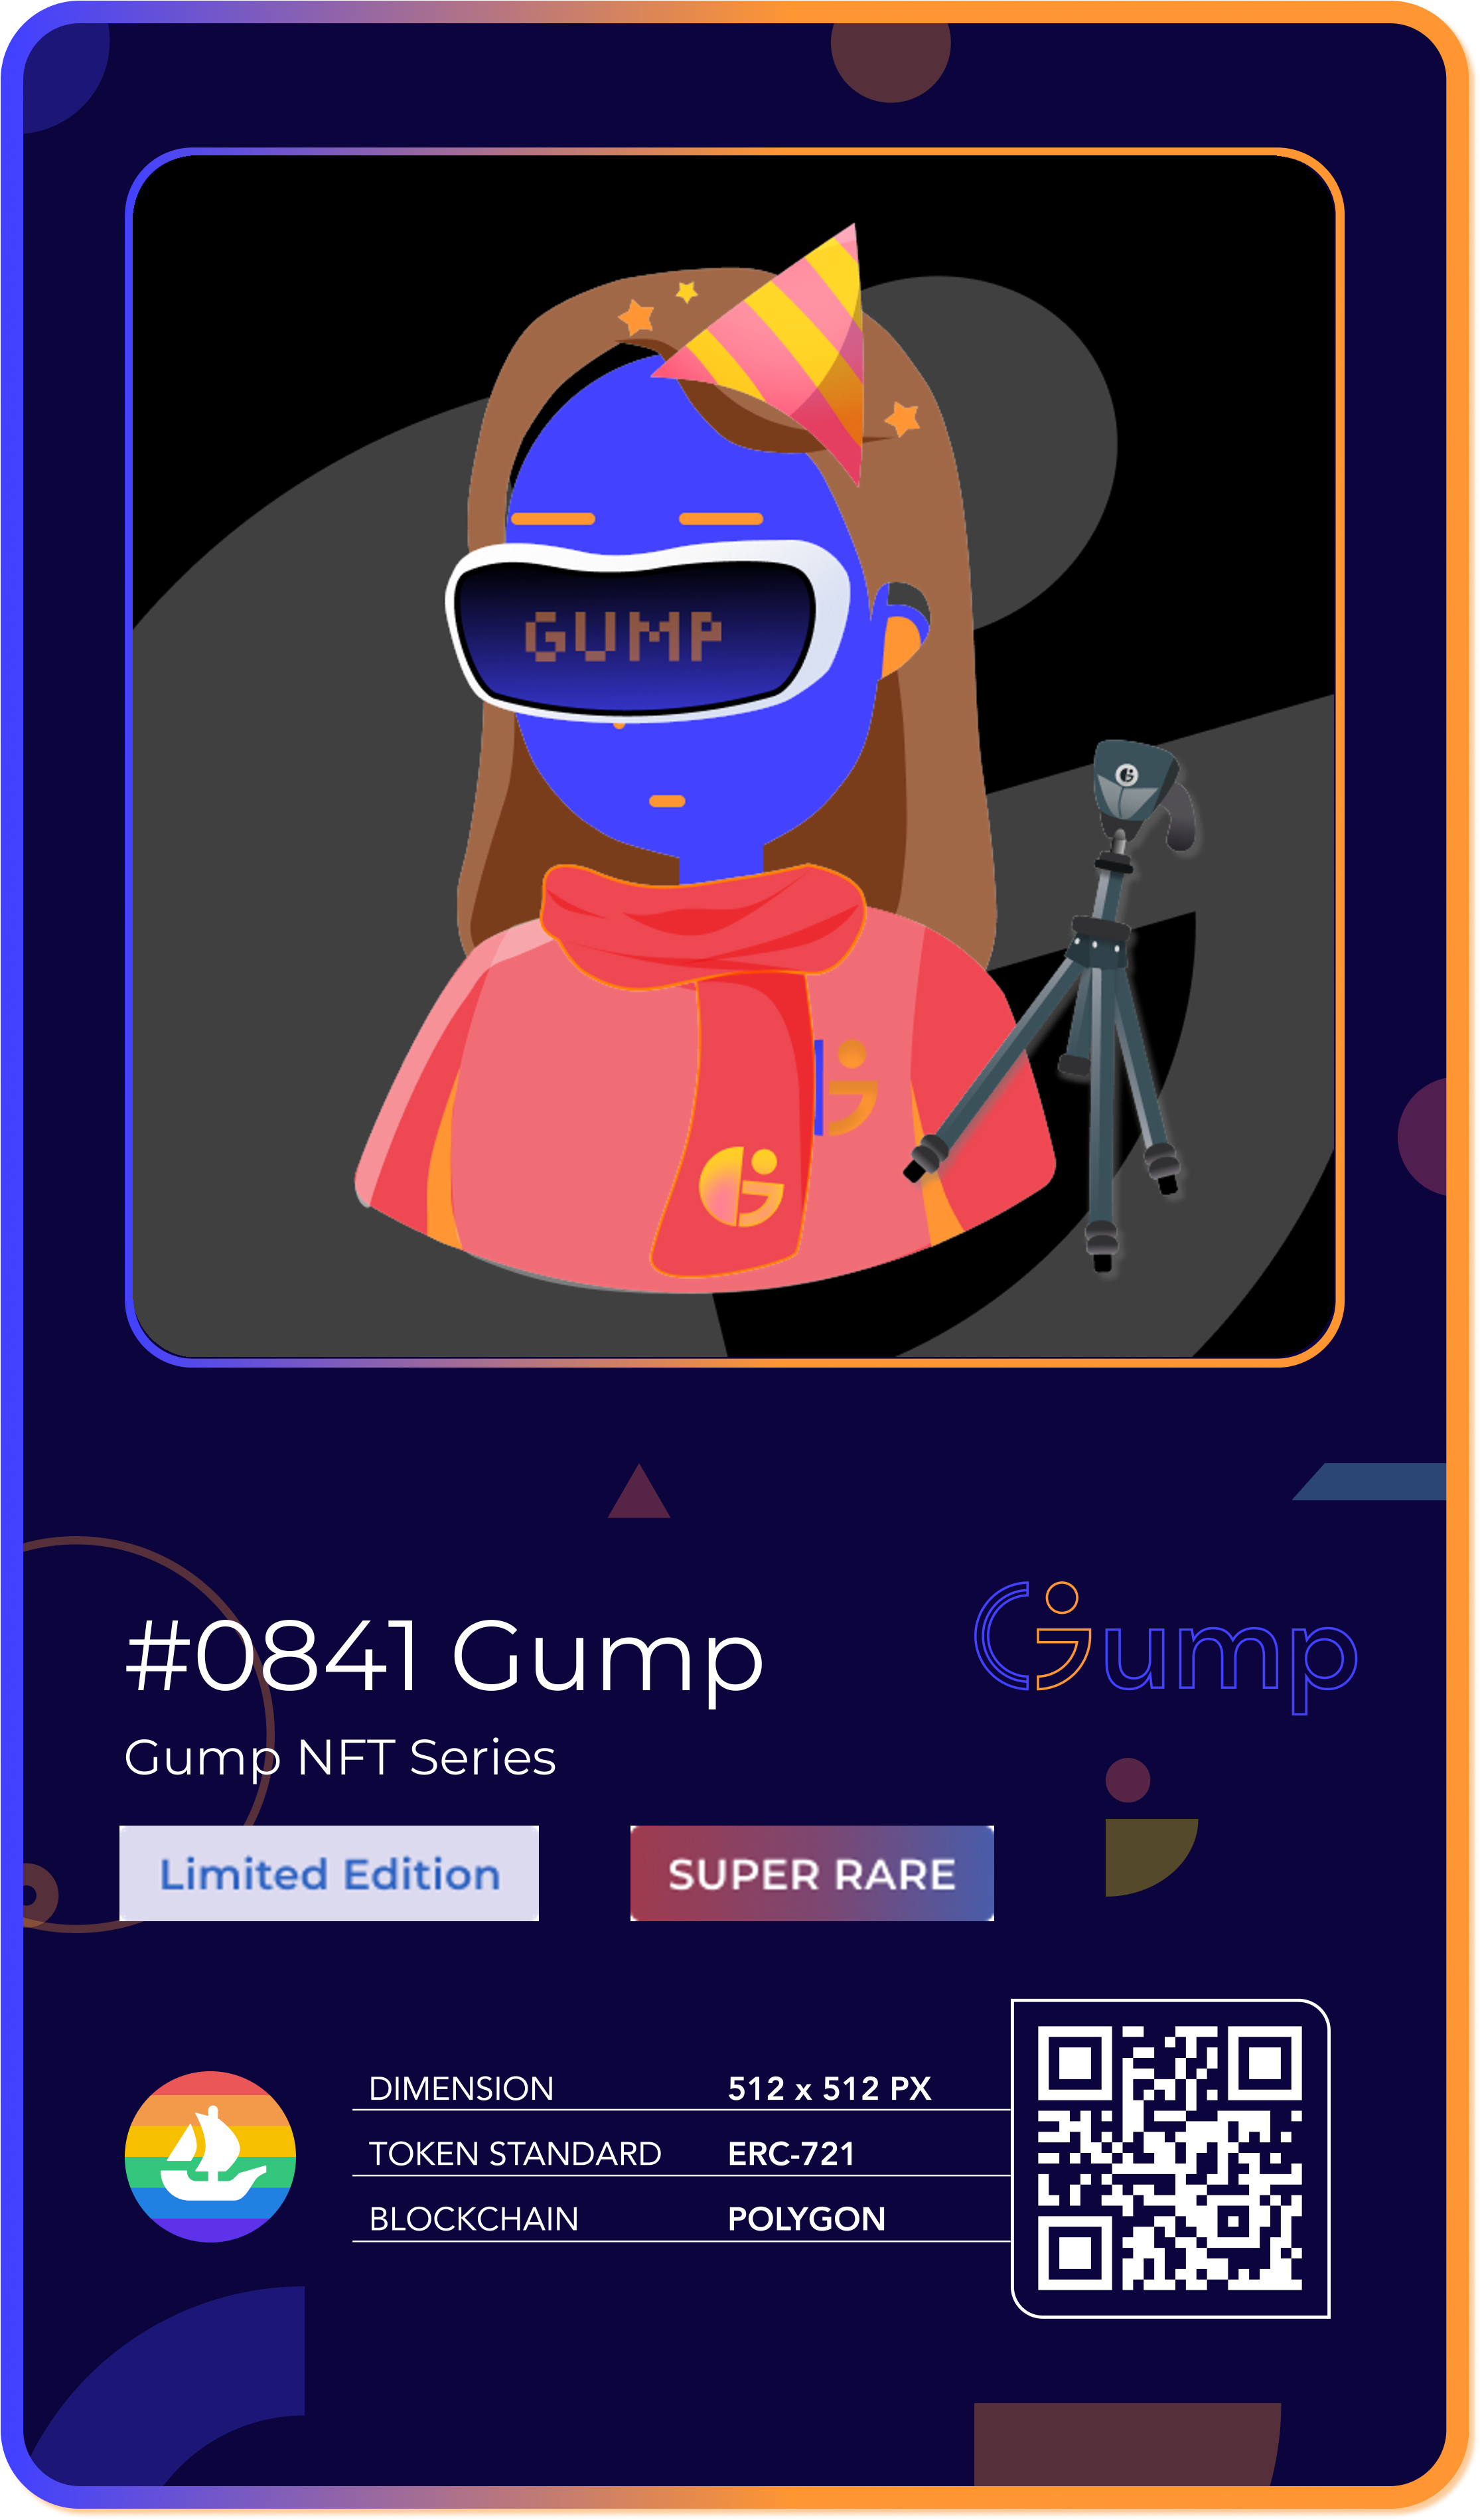 GUMP
#0841 Gump
Gump
Gump NFT Series
Limited Edition
SUPER RARE
DIMENSION 512 x 512 PX
TOKEN STANDARD ERC-721
BLOCKCHAIN POLYGON